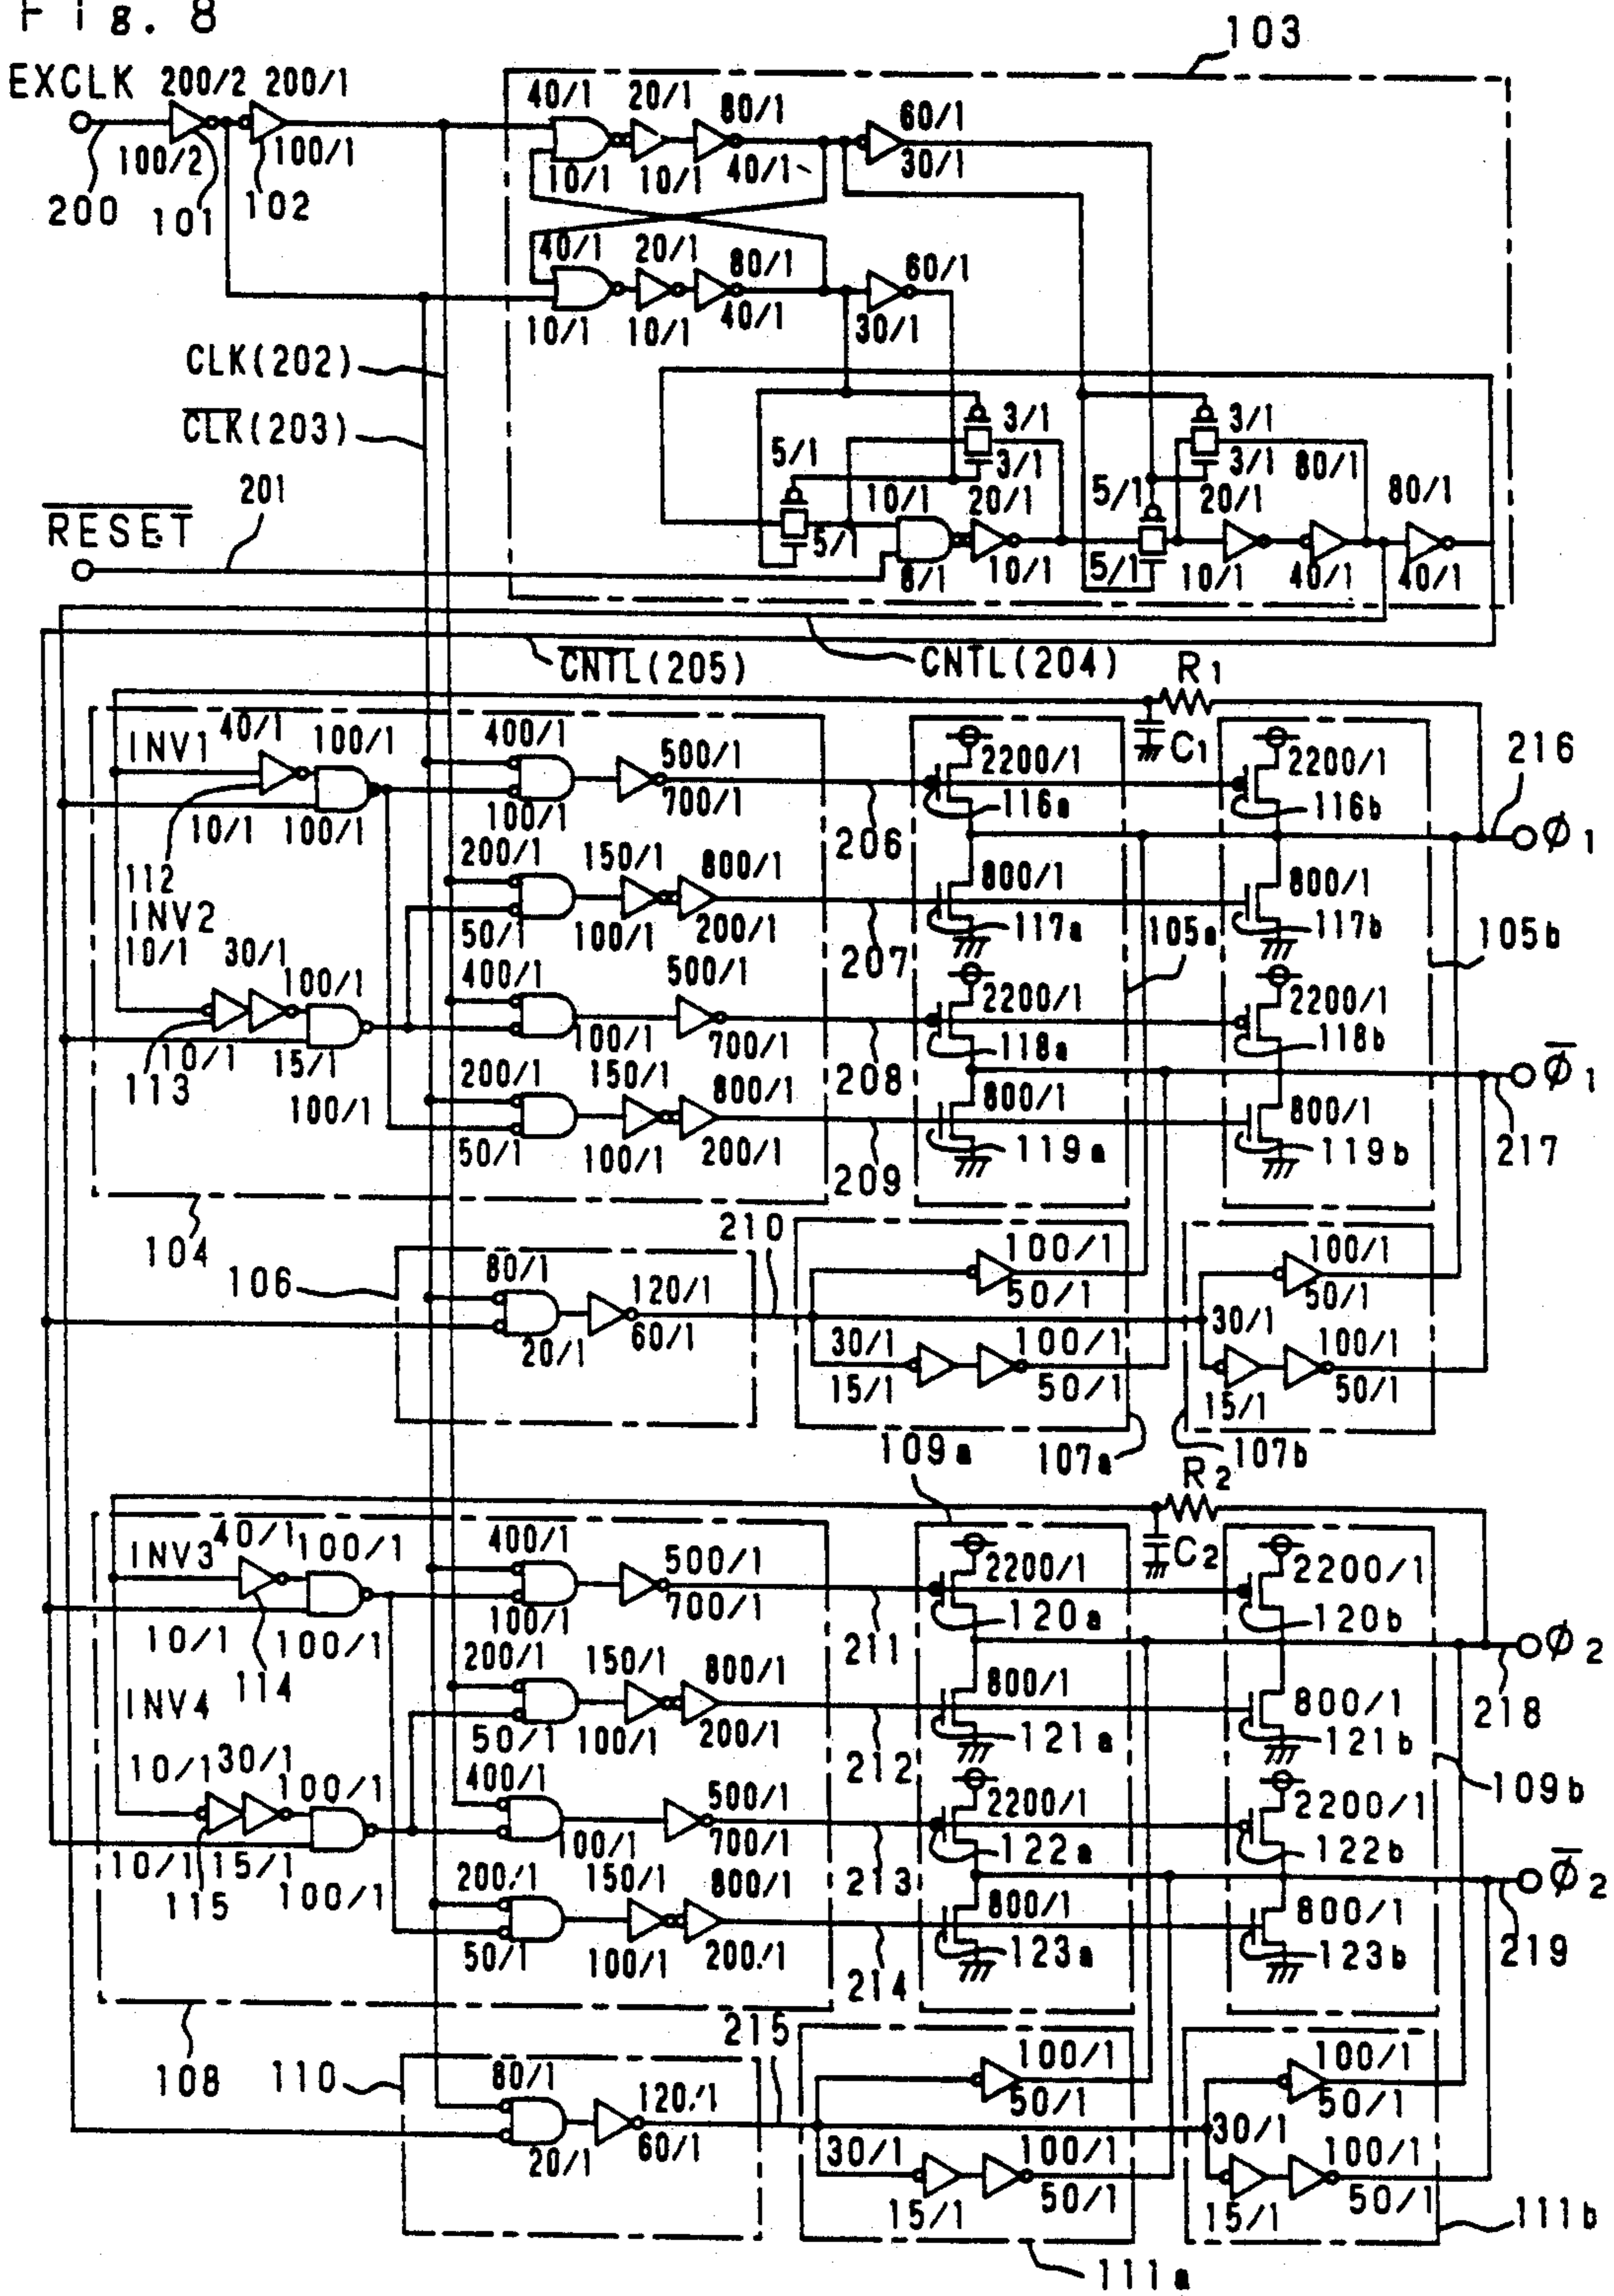 Fig. 8
103
EXCLK 200/2 200/1
100/2 100/1
200 101 102
40/1 20/1 80/1 60/1
10/1 10/1 40/1 30/1
40/1 20/1 80/1 60/1
10/1 10/1 40/1 30/1
CLK(202)
CLK(203)
201
RESET
3/1 3/1
5/1 3/1 3/1 80/1
10/1 20/1 5/1 20/1 80/1
5/1 8/1 10/1 5/1 10/1 40/1 40/1
CNTL(205) CNTL(204) R1
INV1 40/1 100/1 400/1 500/1 2200/1 C1 2200/1 216
10/1 100/1 100/1 700/1 116a 116b
206 φ1
112 200/1 150/1 800/1 800/1 800/1
INV2 50/1 100/1 200/1 117a 105a 117b 105b
10/1 30/1 100/1 207
400/1 500/1 2200/1 2200/1
10/1 15/1 100/1 700/1 118a 118b
113 208 φ1
100/1 200/1 150/1 800/1 800/1 800/1
50/1 100/1 200/1 119a 119b 217
209
104 210
106 80/1 120/1 100/1 100/1
20/1 60/1 50/1 50/1
30/1 100/1 30/1 100/1
15/1 50/1 15/1 50/1
109a 107a 107b
R2
INV3 40/1 100/1 400/1 500/1 2200/1 C2 2200/1
10/1 100/1 100/1 700/1 120a 120b
114 211 φ2
200/1 150/1 800/1 800/1 800/1 218
INV4 50/1 100/1 200/1 121a 121b
212
10/1 30/1 100/1 400/1 500/1 2200/1 2200/1 109b
10/1 15/1 100/1 100/1 700/1 122a 122b
115 213 φ2
200/1 150/1 800/1 800/1 800/1
50/1 100/1 200/1 123a 123b 219
214
108 215
110 80/1 120/1 100/1 100/1
20/1 60/1 50/1 50/1
30/1 100/1 30/1 100/1
15/1 50/1 15/1 50/1
111a 111b